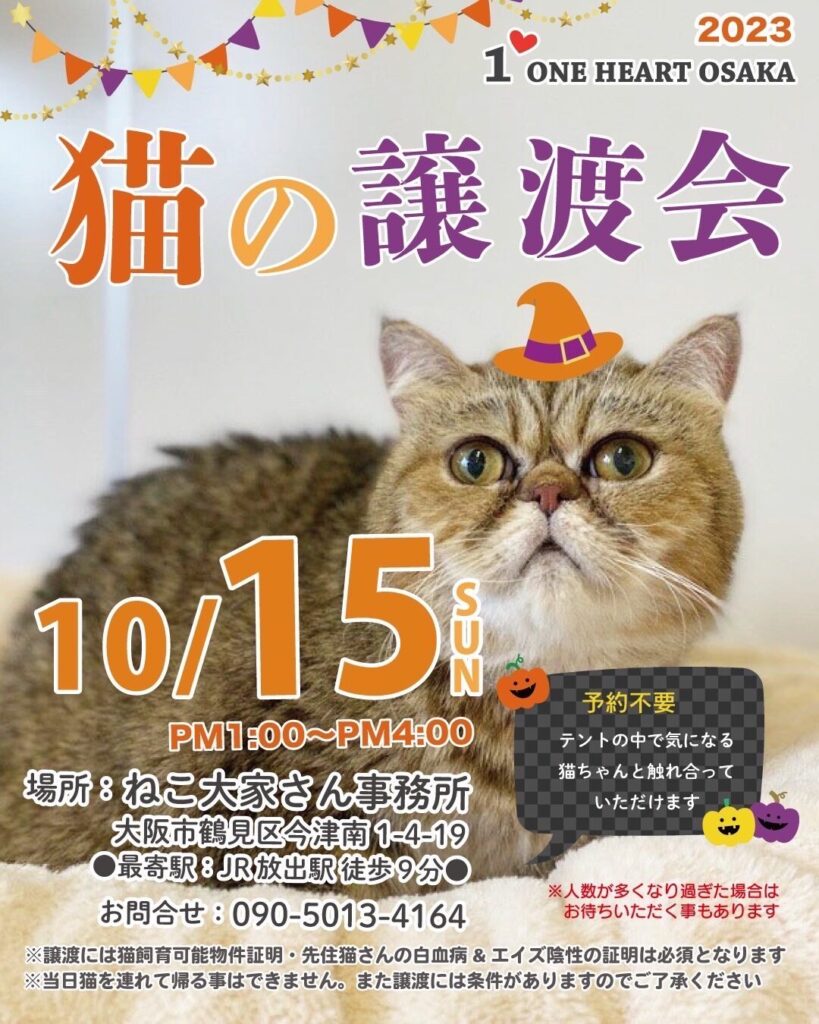 2023
1 ONE HEART OSAKA
猫の譲渡会
10/15 SUN
PM1:00〜PM4:00
場所：ねこ大家さん事務所
大阪市鶴見区今津南1-4-19
●最寄駅：JR放出駅 徒歩9分●
お問合せ：090-5013-4164
予約不要
テントの中で気になる
猫ちゃんと触れ合って
いただけます
※人数が多くなり過ぎた場合は
お待ちいただく事もあります
※譲渡には猫飼育可能物件証明・先住猫さんの白血病＆エイズ陰性の証明は必須となります
※当日猫を連れて帰る事はできません。また譲渡には条件がありますのでご了承ください